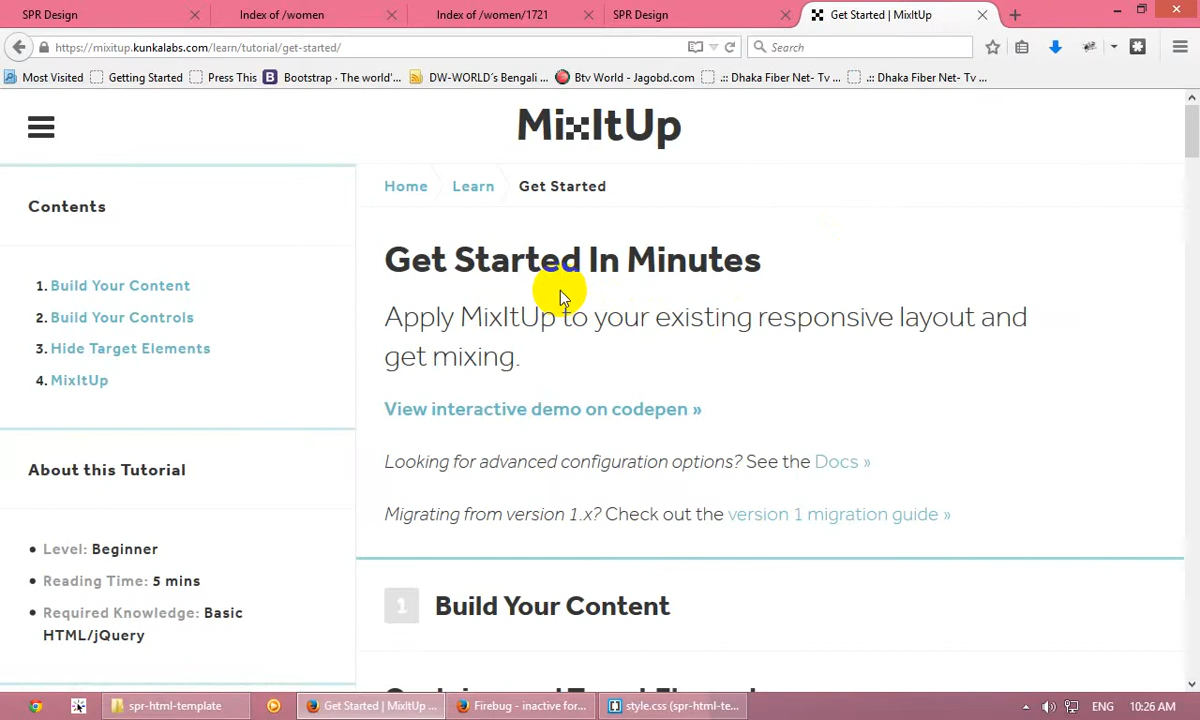 SPR Design
Index of /women
Index of /women/1721
SPR Design
Get Started | MixItUp
https://mixitup.kunkalabs.com/learn/tutorial/get-started/
Search
Most Visited
Getting Started
Press This
B Bootstrap · The world'...
DW-WORLD´s Bengali ...
Btv World - Jagobd.com
.:: Dhaka Fiber Net- Tv ...
.:: Dhaka Fiber Net- Tv ...
MixItUp
Home Learn Get Started
Contents
1. Build Your Content
2. Build Your Controls
3. Hide Target Elements
4. MixItUp
About this Tutorial
Level: Beginner
Reading Time: 5 mins
Required Knowledge: Basic
HTML/jQuery
Get Started In Minutes
Apply MixItUp to your existing responsive layout and
get mixing.
View interactive demo on codepen »
Looking for advanced configuration options? See the Docs »
Migrating from version 1.x? Check out the version 1 migration guide »
1 Build Your Content
spr-html-template
Get Started | MixItUp ...
Firebug - inactive for...
style.css (spr-html-te...
ENG
10:26 AM